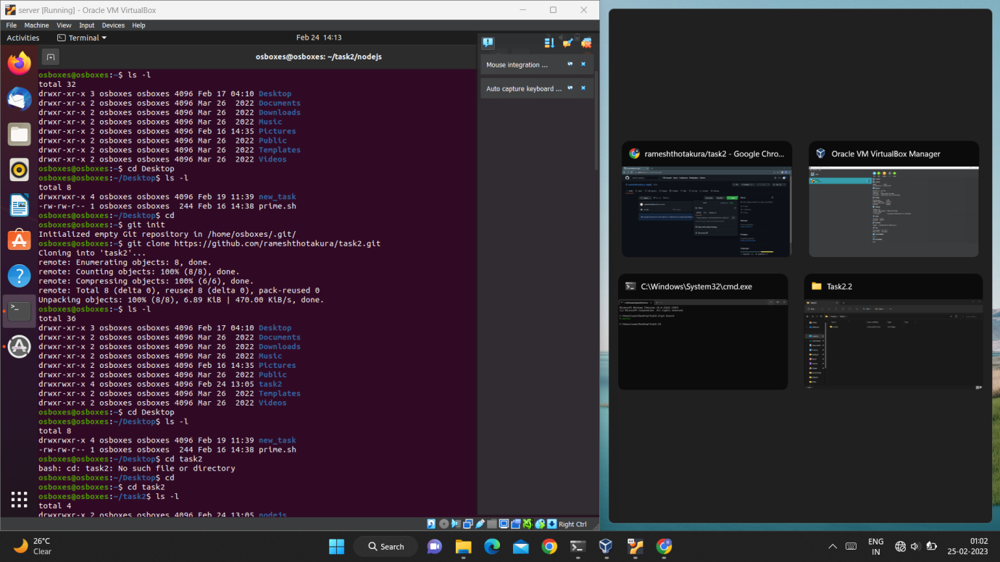 server [Running] - Oracle VM VirtualBox
File Machine View Input Devices Help
Activities Terminal Feb 24 14:13
osboxes@osboxes: ~/task2/nodejs
osboxes@osboxes:~$ ls -l
total 32
drwxr-xr-x 3 osboxes osboxes 4096 Feb 17 04:10 Desktop
drwxr-xr-x 2 osboxes osboxes 4096 Mar 26  2022 Documents
drwxr-xr-x 2 osboxes osboxes 4096 Mar 26  2022 Downloads
drwxr-xr-x 2 osboxes osboxes 4096 Mar 26  2022 Music
drwxr-xr-x 2 osboxes osboxes 4096 Feb 16 14:35 Pictures
drwxr-xr-x 2 osboxes osboxes 4096 Mar 26  2022 Public
drwxr-xr-x 2 osboxes osboxes 4096 Mar 26  2022 Templates
drwxr-xr-x 2 osboxes osboxes 4096 Mar 26  2022 Videos
osboxes@osboxes:~$ cd Desktop
osboxes@osboxes:~/Desktop$ ls -l
total 8
drwxrwxr-x 4 osboxes osboxes 4096 Feb 19 11:39 new_task
-rw-rw-r-- 1 osboxes osboxes  244 Feb 16 14:38 prime.sh
osboxes@osboxes:~/Desktop$ cd
osboxes@osboxes:~$ git init
Initialized empty Git repository in /home/osboxes/.git/
osboxes@osboxes:~$ git clone https://github.com/rameshthotakura/task2.git
Cloning into 'task2'...
remote: Enumerating objects: 8, done.
remote: Counting objects: 100% (8/8), done.
remote: Compressing objects: 100% (6/6), done.
remote: Total 8 (delta 0), reused 8 (delta 0), pack-reused 0
Unpacking objects: 100% (8/8), 6.89 KiB | 470.00 KiB/s, done.
osboxes@osboxes:~$ ls -l
total 36
drwxr-xr-x 3 osboxes osboxes 4096 Feb 17 04:10 Desktop
drwxr-xr-x 2 osboxes osboxes 4096 Mar 26  2022 Documents
drwxr-xr-x 2 osboxes osboxes 4096 Mar 26  2022 Downloads
drwxr-xr-x 2 osboxes osboxes 4096 Mar 26  2022 Music
drwxr-xr-x 2 osboxes osboxes 4096 Feb 16 14:35 Pictures
drwxr-xr-x 2 osboxes osboxes 4096 Mar 26  2022 Public
drwxrwxr-x 4 osboxes osboxes 4096 Feb 24 13:05 task2
drwxr-xr-x 2 osboxes osboxes 4096 Mar 26  2022 Templates
drwxr-xr-x 2 osboxes osboxes 4096 Mar 26  2022 Videos
osboxes@osboxes:~$ cd Desktop
osboxes@osboxes:~/Desktop$ ls -l
total 8
drwxrwxr-x 4 osboxes osboxes 4096 Feb 19 11:39 new_task
-rw-rw-r-- 1 osboxes osboxes  244 Feb 16 14:38 prime.sh
osboxes@osboxes:~/Desktop$ cd task2
bash: cd: task2: No such file or directory
osboxes@osboxes:~/Desktop$ cd
osboxes@osboxes:~$ cd task2
osboxes@osboxes:~/task2$ ls -l
total 4
drwxrwxr-x 2 osboxes osboxes 4096 Feb 24 13:05 nodejs
Mouse integration ...
Auto capture keyboard ...
Right Ctrl
rameshthotakura/task2 - Google Chro...
Oracle VM VirtualBox Manager
C:\Windows\System32\cmd.exe
Task2.2
26°C
Clear
Search
ENG
IN
01:02
25-02-2023